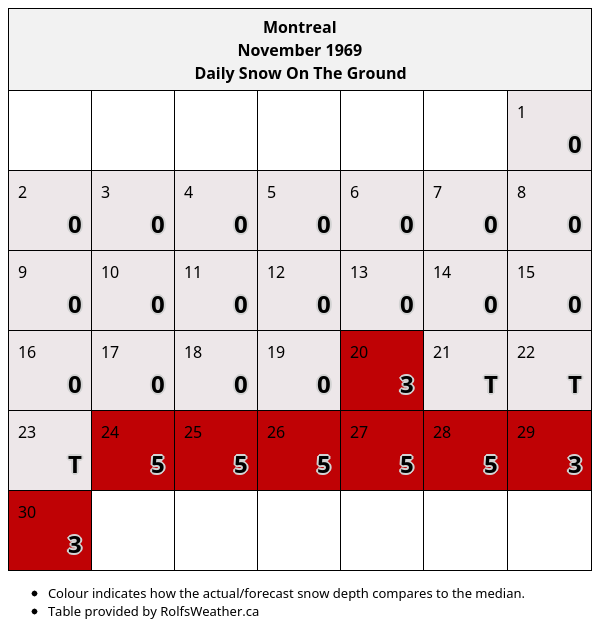 Montreal
November 1969
Daily Snow On The Ground
1
0
2 3 4 5 6 7 8
0 0 0 0 0 0 0
9 10 11 12 13 14 15
0 0 0 0 0 0 0
16 17 18 19 20 21 22
0 0 0 0 3 T T
23 24 25 26 27 28 29
T 5 5 5 5 5 3
30
3
Colour indicates how the actual/forecast snow depth compares to the median.
Table provided by RolfsWeather.ca